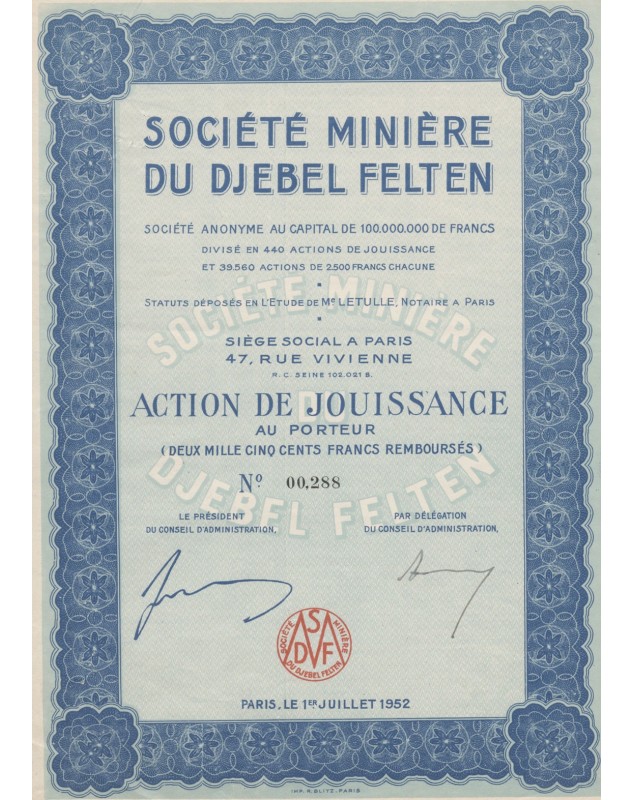 SOCIÉTÉ MINIÈRE
DU DJEBEL FELTEN
SOCIÉTÉ ANONYME AU CAPITAL DE 100.000.000 DE FRANCS
DIVISÉ EN 440 ACTIONS DE JOUISSANCE
ET 39.560 ACTIONS DE 2.500 FRANCS CHACUNE
STATUTS DÉPOSÉS EN L'ETUDE DE Me LETULLE, NOTAIRE A PARIS
SOCIÉTÉ MINIÈRE
SIÈGE SOCIAL A PARIS
47, RUE VIVIENNE
R. C. SEINE 102.021 B.
ACTION DE JOUISSANCE
DU
AU PORTEUR
(DEUX MILLE CINQ CENTS FRANCS REMBOURSÉS)
DJEBEL FELTEN
No. 00,288
LE PRÉSIDENT
DU CONSEIL D'ADMINISTRATION,
PAR DÉLÉGATION
DU CONSEIL D'ADMINISTRATION,
SOCIÉTÉ MINIÈRE
DU DJEBEL FELTEN
S
DVF
PARIS, LE 1ER JUILLET 1952
IMP. R. BLITZ. PARIS